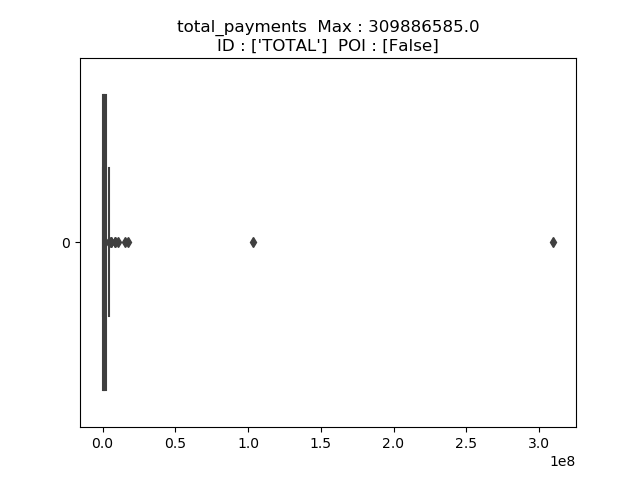 total_payments  Max : 309886585.0
ID : ['TOTAL']  POI : [False]
0
0.0 0.5 1.0 1.5 2.0 2.5 3.0
1e8